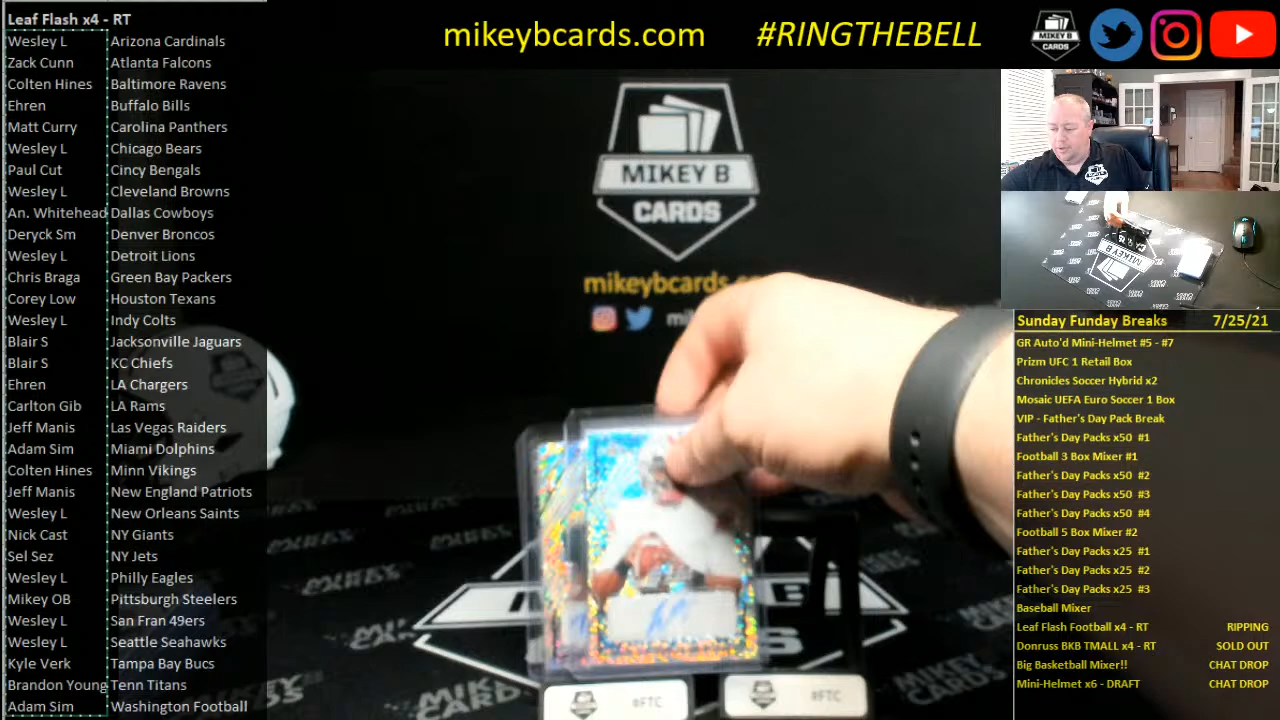 Leaf Flash x4 - RT
Wesley L Arizona Cardinals
Zack Cunn Atlanta Falcons
Colten Hines Baltimore Ravens
Ehren Buffalo Bills
Matt Curry Carolina Panthers
Wesley L Chicago Bears
Paul Cut Cincy Bengals
Wesley L Cleveland Browns
An. Whitehead Dallas Cowboys
Deryck Sm Denver Broncos
Wesley L Detroit Lions
Chris Braga Green Bay Packers
Corey Low Houston Texans
Wesley L Indy Colts
Blair S Jacksonville Jaguars
Blair S KC Chiefs
Ehren LA Chargers
Carlton Gib LA Rams
Jeff Manis Las Vegas Raiders
Adam Sim Miami Dolphins
Colten Hines Minn Vikings
Jeff Manis New England Patriots
Wesley L New Orleans Saints
Nick Cast NY Giants
Sel Sez NY Jets
Wesley L Philly Eagles
Mikey OB Pittsburgh Steelers
Wesley L San Fran 49ers
Wesley L Seattle Seahawks
Kyle Verk Tampa Bay Bucs
Brandon Young Tenn Titans
Adam Sim Washington Football
mikeybcards.com #RINGTHEBELL
MIKEY B
CARDS
MIKEY B
CARDS
mikeybcards.
mi
#FTC
#FTC
MIKEY B
Sunday Funday Breaks 7/25/21
GR Auto'd Mini-Helmet #5 - #7
Prizm UFC 1 Retail Box
Chronicles Soccer Hybrid x2
Mosaic UEFA Euro Soccer 1 Box
VIP - Father's Day Pack Break
Father's Day Packs x50 #1
Football 3 Box Mixer #1
Father's Day Packs x50 #2
Father's Day Packs x50 #3
Father's Day Packs x50 #4
Football 5 Box Mixer #2
Father's Day Packs x25 #1
Father's Day Packs x25 #2
Father's Day Packs x25 #3
Baseball Mixer
Leaf Flash Football x4 - RT RIPPING
Donruss BKB TMALL x4 - RT SOLD OUT
Big Basketball Mixer!! CHAT DROP
Mini-Helmet x6 - DRAFT CHAT DROP